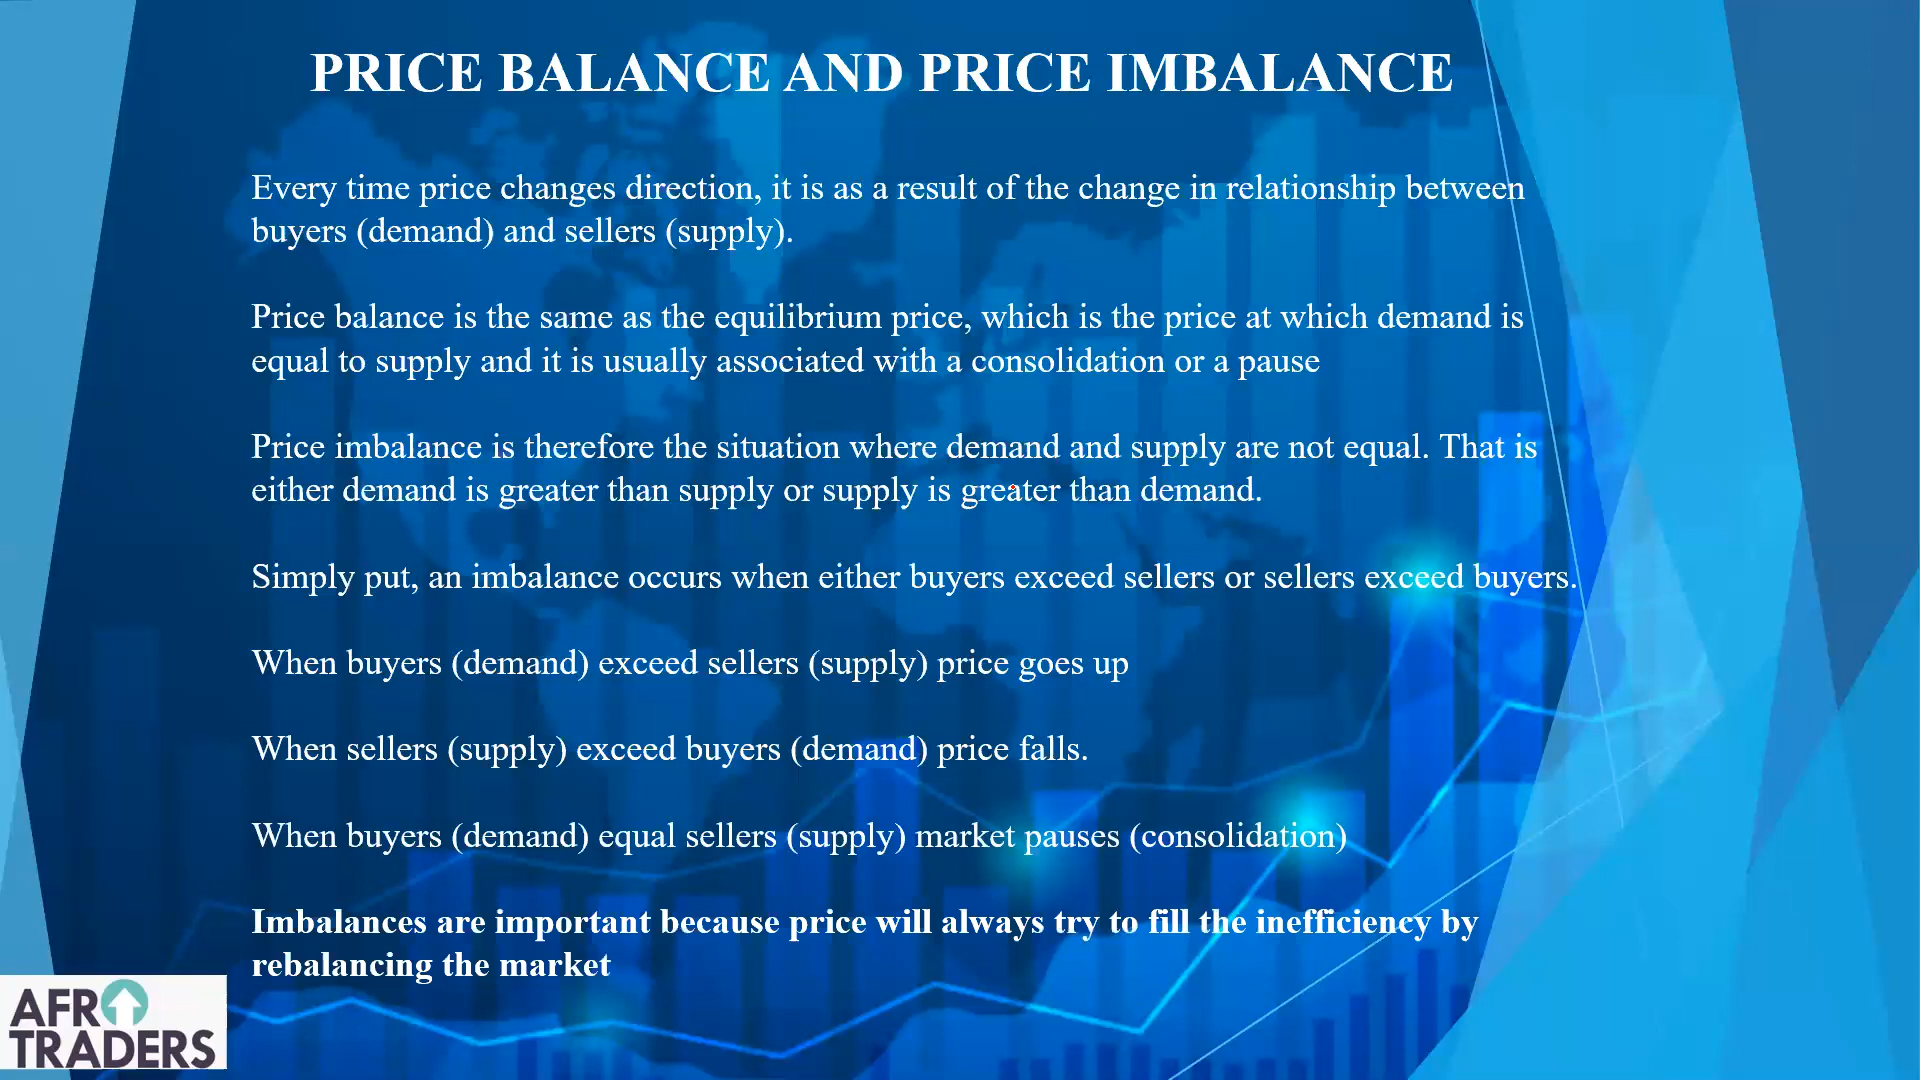 PRICE BALANCE AND PRICE IMBALANCE
Every time price changes direction, it is as a result of the change in relationship between
buyers (demand) and sellers (supply).
Price balance is the same as the equilibrium price, which is the price at which demand is
equal to supply and it is usually associated with a consolidation or a pause
Price imbalance is therefore the situation where demand and supply are not equal. That is
either demand is greater than supply or supply is greater than demand.
Simply put, an imbalance occurs when either buyers exceed sellers or sellers exceed buyers.
When buyers (demand) exceed sellers (supply) price goes up
When sellers (supply) exceed buyers (demand) price falls.
When buyers (demand) equal sellers (supply) market pauses (consolidation)
Imbalances are important because price will always try to fill the inefficiency by
rebalancing the market
AFRO
TRADERS